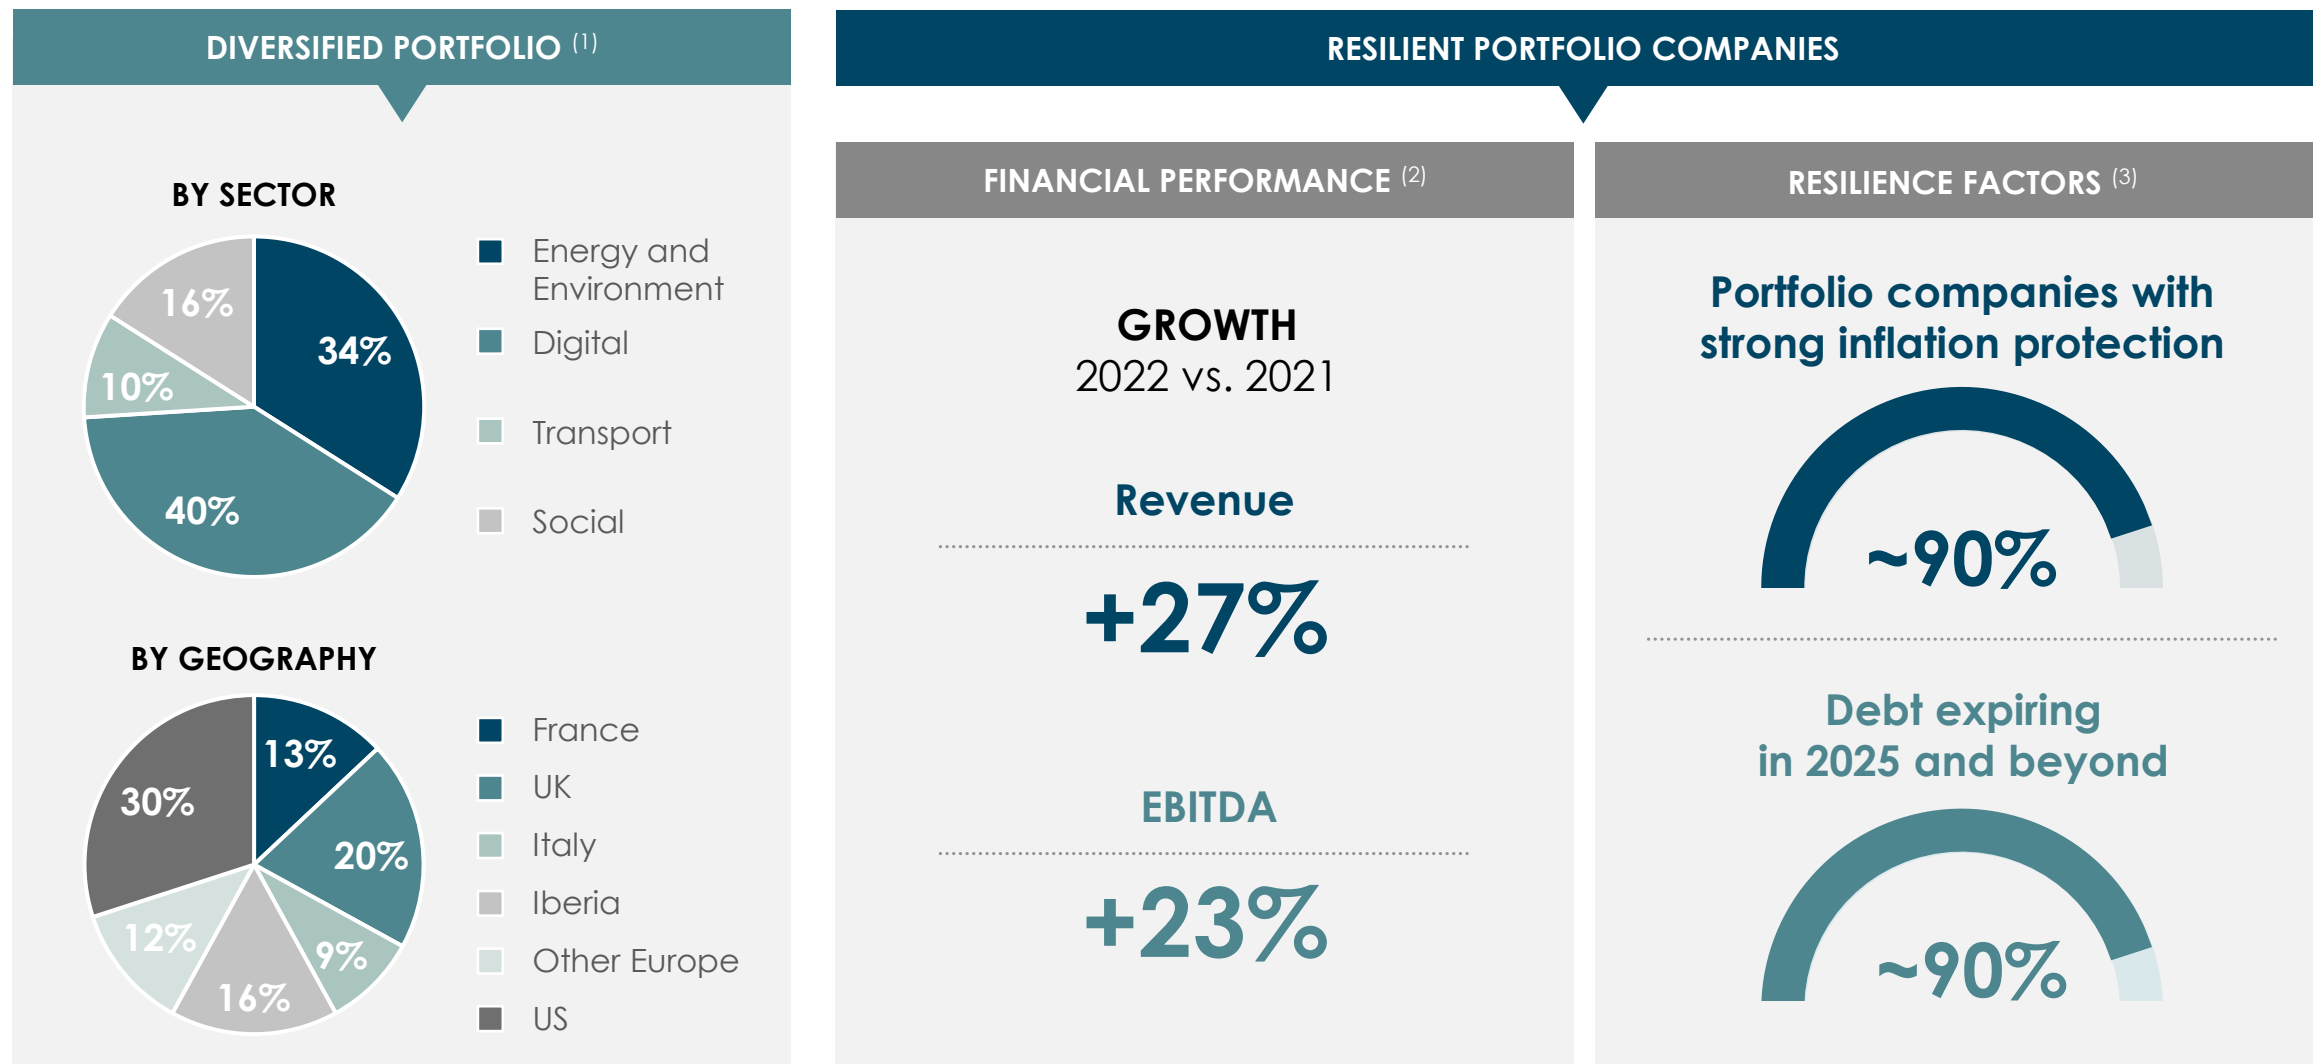 DIVERSIFIED PORTFOLIO (1)
BY SECTOR
16%
34%
10%
40%
Energy and
Environment
Digital
Transport
Social
BY GEOGRAPHY
13%
30%
20%
12%
9%
16%
France
UK
Italy
Iberia
Other Europe
US
RESILIENT PORTFOLIO COMPANIES
FINANCIAL PERFORMANCE (2)
GROWTH
2022 vs. 2021
Revenue
+27%
EBITDA
+23%
RESILIENCE FACTORS (3)
Portfolio companies with
strong inflation protection
~90%
Debt expiring
in 2025 and beyond
~90%